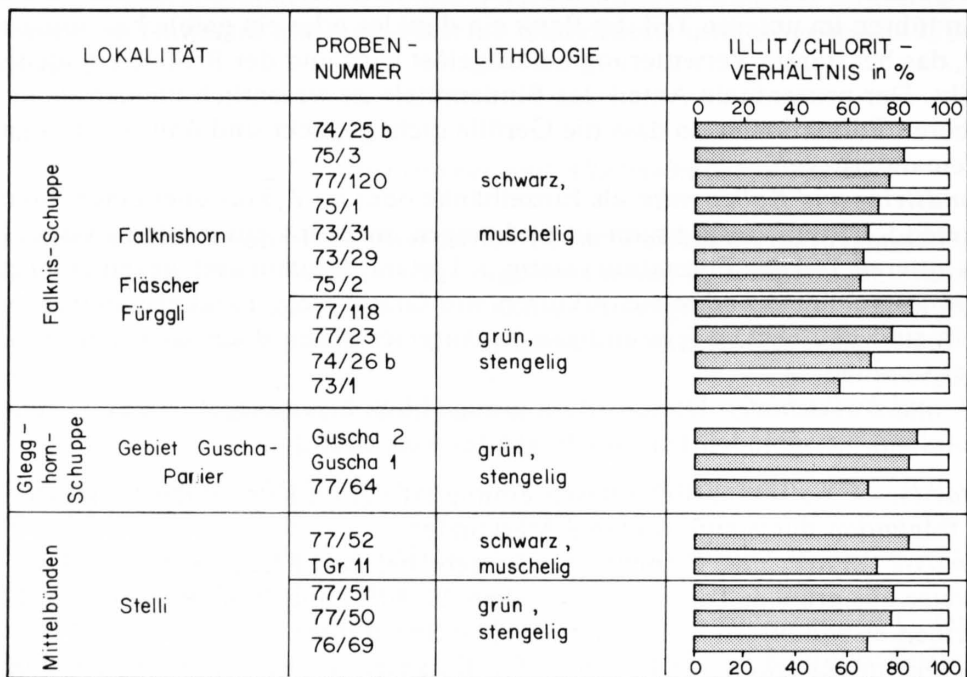 LOKALITÄT
PROBEN-
NUMMER
LITHOLOGIE
ILLIT/CHLORIT-
VERHÄLTNIS in %
0 20 40 60 80 100
Falknis-Schuppe
Falknishorn
Fläscher
Fürggli
74/25 b
75/3
77/120
75/1
73/31
73/29
75/2
schwarz,
muschelig
77/118
77/23
74/26 b
73/1
grün,
stengelig
Glegg-
horn-
Schuppe
Gebiet Guscha-
Panier
Guscha 2
Guscha 1
77/64
grün,
stengelig
Mittelbünden
Stelli
77/52
TGr 11
schwarz,
muschelig
77/51
77/50
76/69
grün,
stengelig
0 20 40 60 80 100